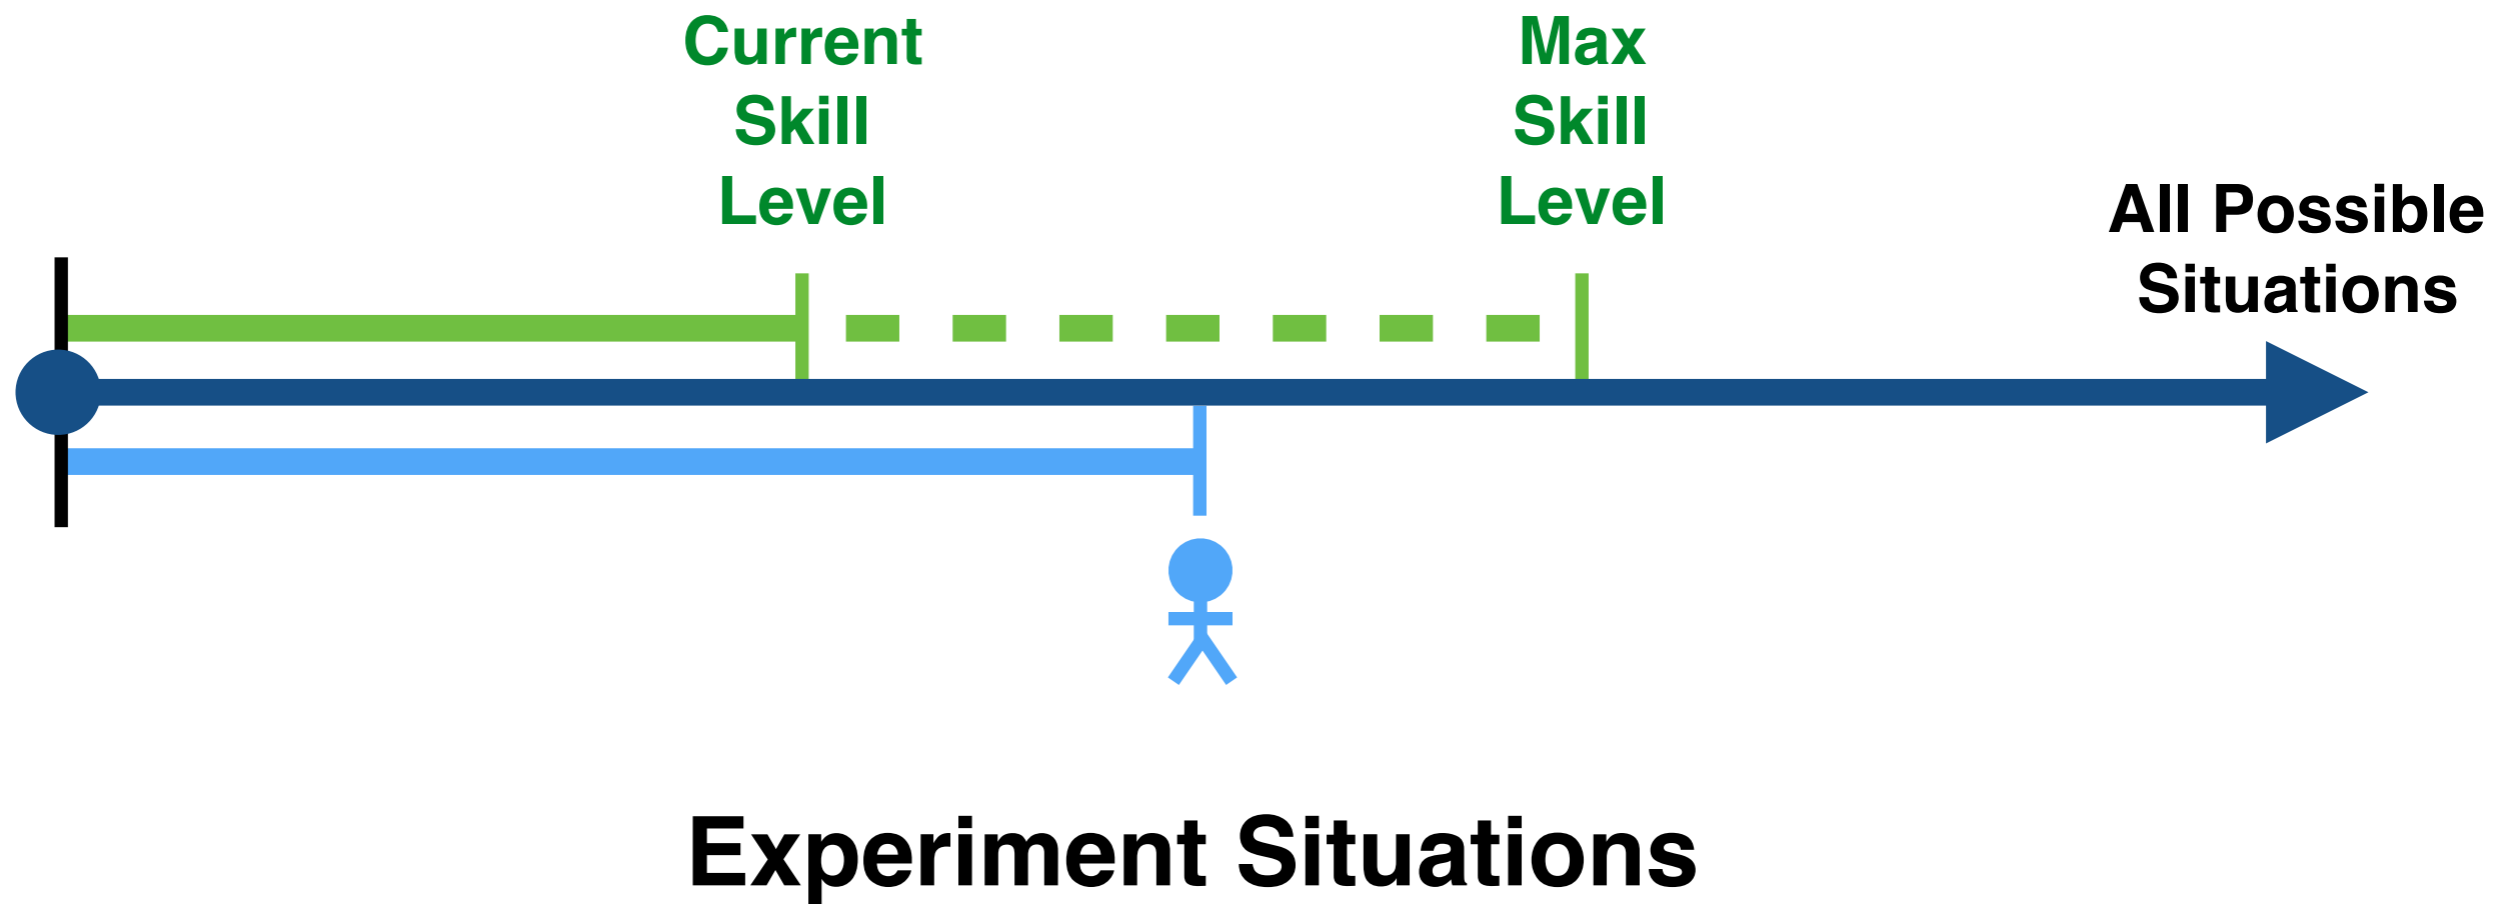 Current
Skill
Level
Max
Skill
Level
All Possible
Situations
Experiment Situations